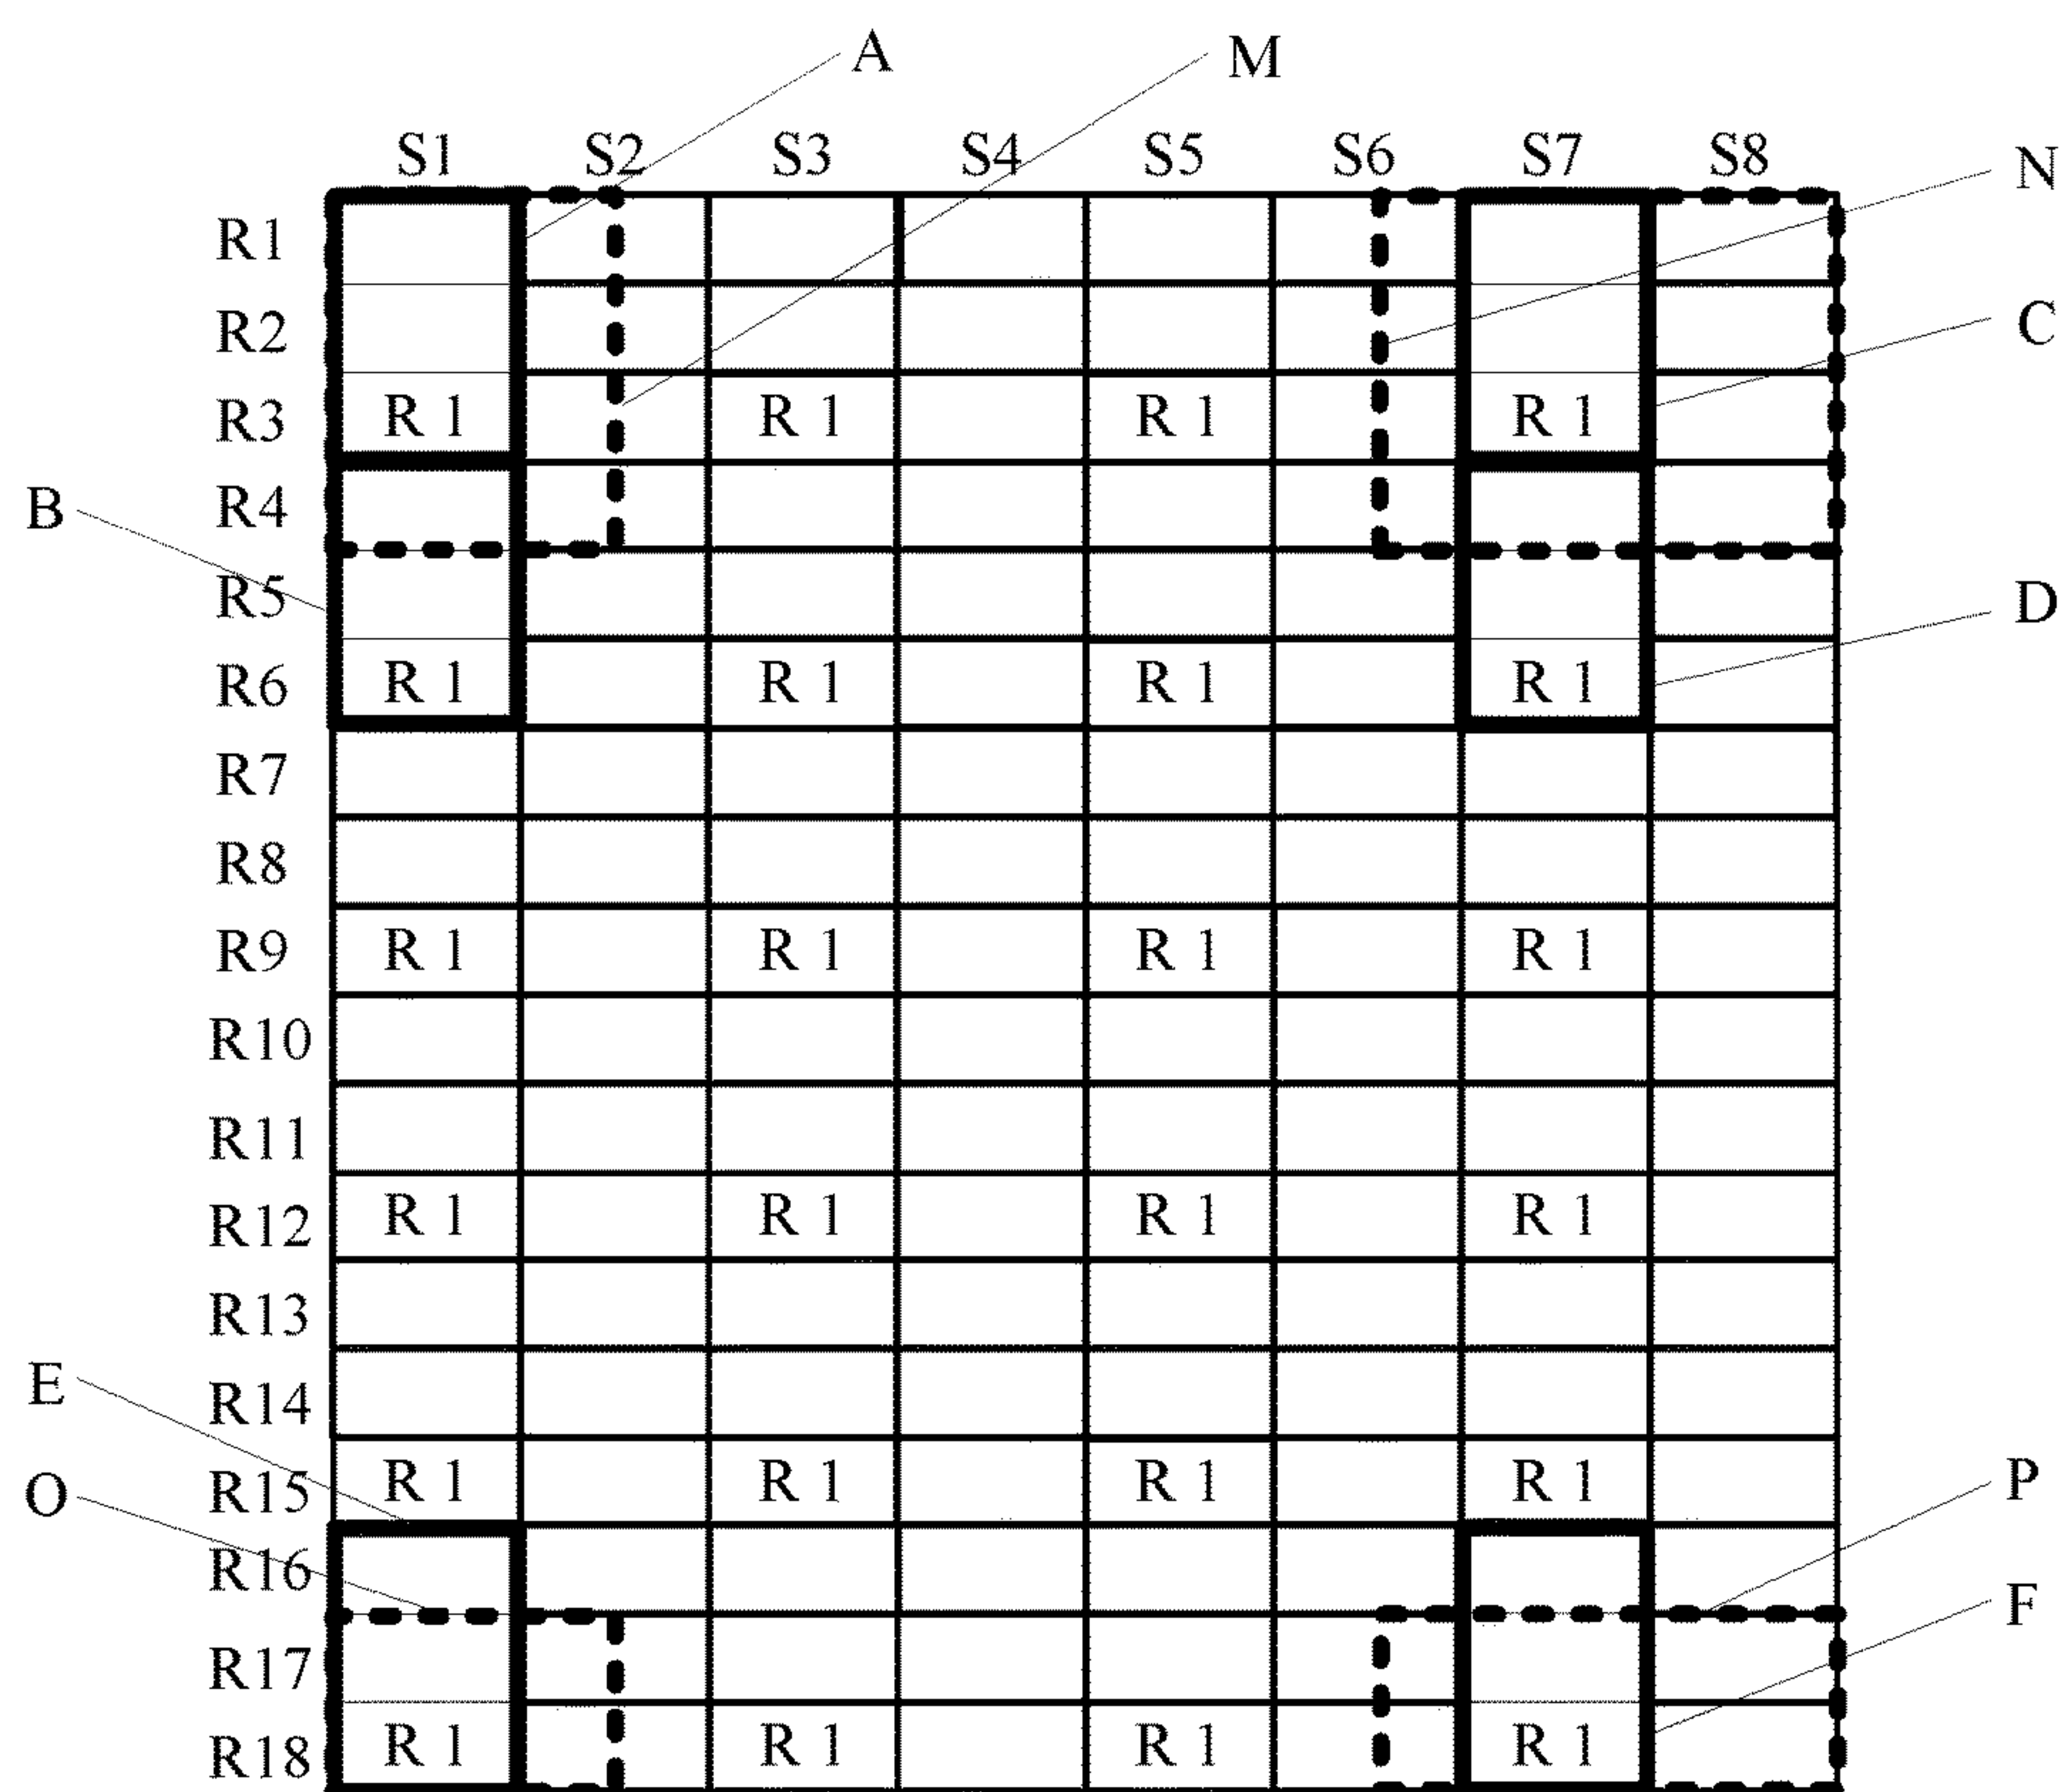 A M
S1 S2 S3 S4 S5 S6 S7 S8 N
R1
R2 C
R3 R 1 R 1 R 1 R 1
B R4
R5 D
R6 R 1 R 1 R 1 R 1
R7
R8
R9 R 1 R 1 R 1 R 1
R10
R11
R12 R 1 R 1 R 1 R 1
R13
E R14
O R15 R 1 R 1 R 1 R 1 P
R16 F
R17
R18 R 1 R 1 R 1 R 1